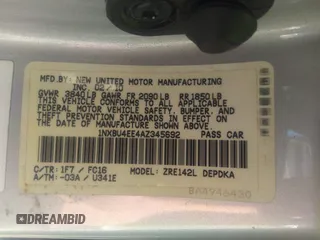 MFD.BY: NEW UNITED MOTOR MANUFACTURING
INC. 02/10
GVWR 3840LB GAWR FR 2090LB RR 1850LB
THIS VEHICLE CONFORMS TO ALL APPLICABLE
FEDERAL MOTOR VEHICLE SAFETY, BUMPER,
AND THEFT PREVENTION STANDARDS IN EFFECT
ON THE DATE OF MANUFACTURE SHOWN ABOVE.
1NXBU4EE4AZ345692 PASS CAR
C/TR: 1F7 / FC16 MODEL: ZRE142L DEPDKA
A/TM: -03A / U341E
DREAMBID